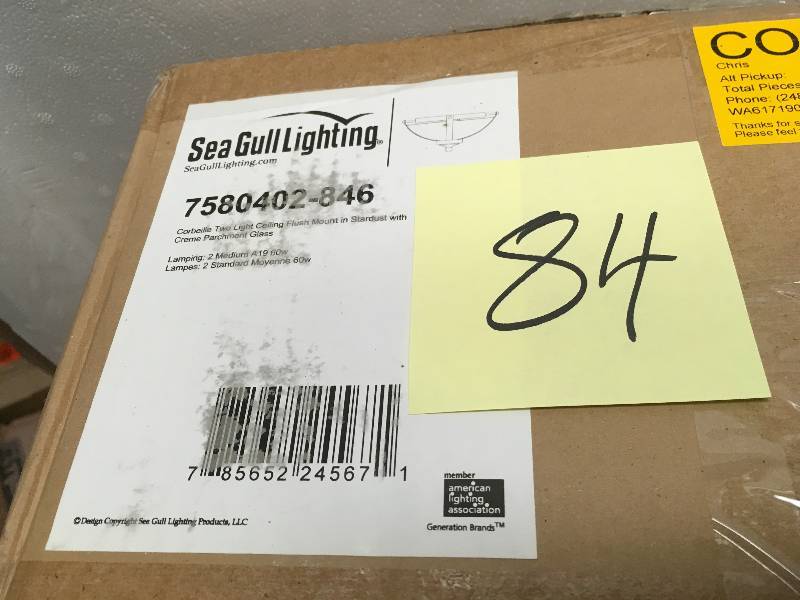 Sea Gull Lighting®
SeaGullLighting.com
7580402-846
Corbeille Two Light Ceiling Flush Mount in Stardust with
Creme Parchment Glass
Lamping: 2 Medium A19 60w
Lampes: 2 Standard Moyenne 60w
7 85652 24567 1
© Design Copyright Sea Gull Lighting Products, LLC
member
american
lighting
association
Generation Brands™
84
CO
Chris
Alt Pickup:
Total Pieces
Phone: (248
WA617190
Thanks for s
Please feel